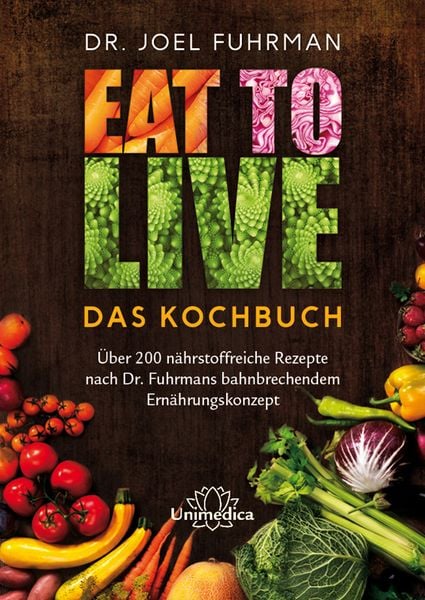 DR. JOEL FUHRMAN
EAT TO
LIVE
DAS KOCHBUCH
Über 200 nährstoffreiche Rezepte
nach Dr. Fuhrmans bahnbrechendem
Ernährungskonzept
Unimedica